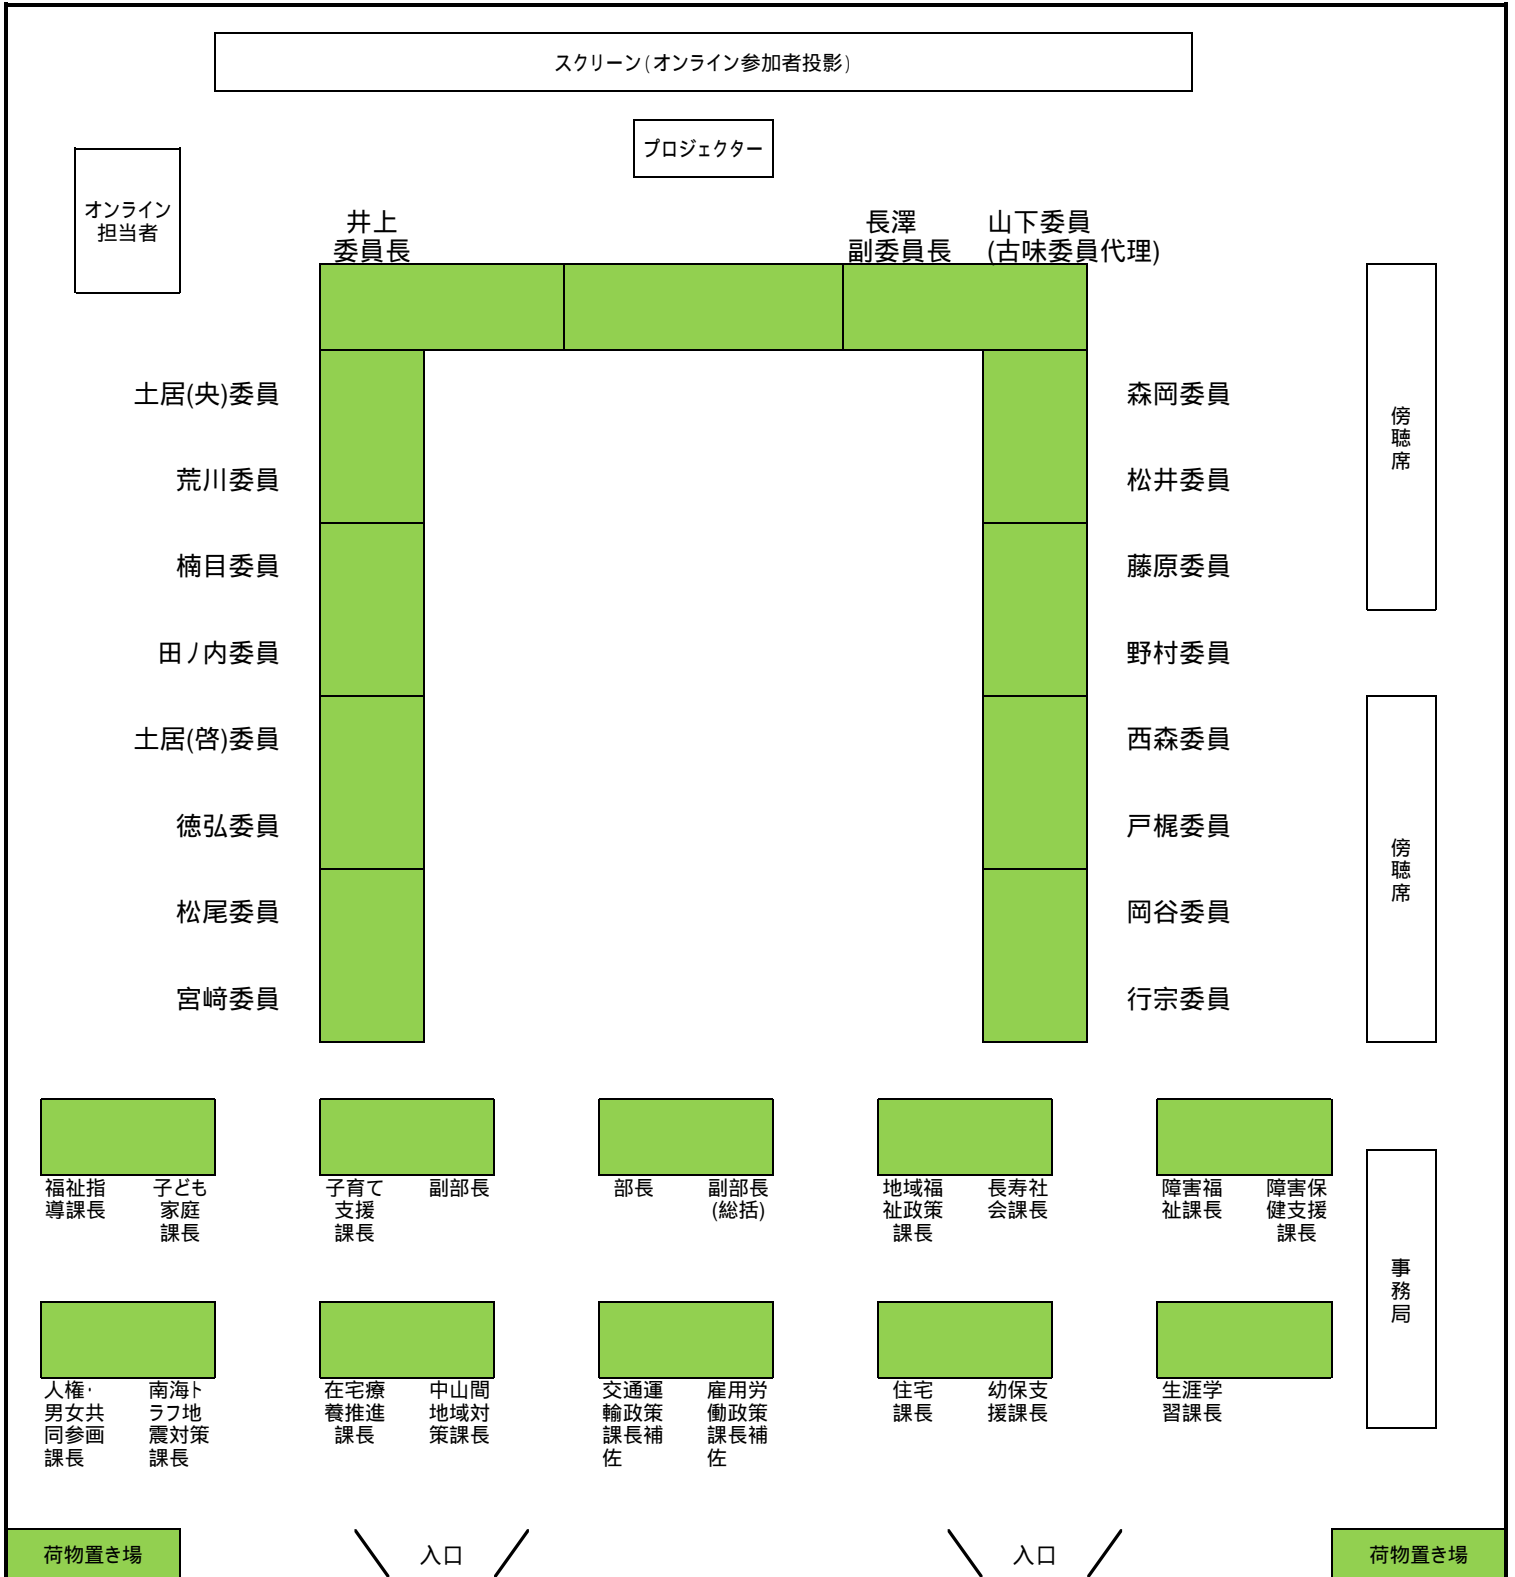 スクリーン(オンライン参加者投影)
プロジェクター
オンライン
担当者
井上
委員長
長澤
副委員長
山下委員
(古味委員代理)
土居(央)委員
森岡委員
傍聴席
荒川委員
松井委員
楠目委員
藤原委員
田ノ内委員
野村委員
土居(啓)委員
西森委員
傍聴席
徳弘委員
戸梶委員
松尾委員
岡谷委員
宮﨑委員
行宗委員
福祉指
導課長
子ども
家庭
課長
子育て
支援
課長
副部長
部長
副部長
(総括)
地域福
祉政策
課長
長寿社
会課長
障害福
祉課長
障害保
健支援
課長
事務局
人権・
男女共
同参画
課長
南海ト
ラフ地
震対策
課長
在宅療
養推進
課長
中山間
地域対
策課長
交通運
輸政策
課長補
佐
雇用労
働政策
課長補
佐
住宅
課長
幼保支
援課長
生涯学
習課長
荷物置き場
入口
入口
荷物置き場